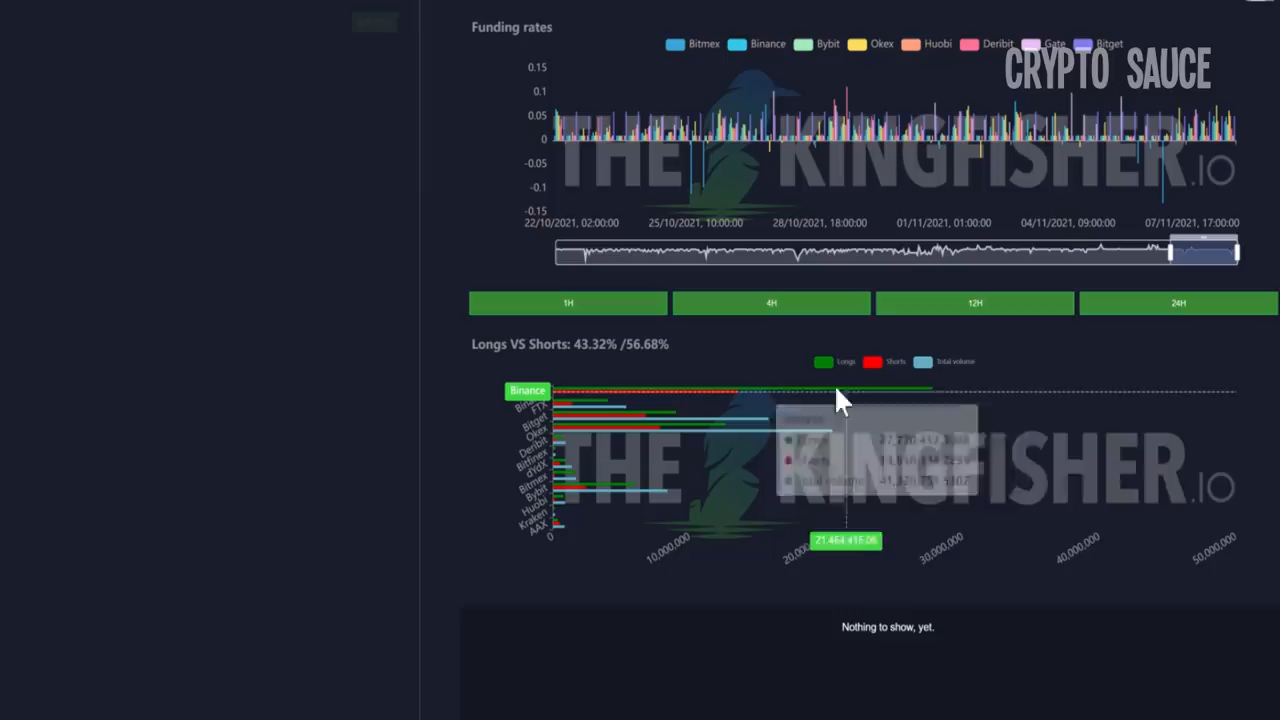 Funding rates
Bitmex Binance Bybit Okex Huobi Deribit Gate Bitget
CRYPTO SAUCE
0.15
0.1
0.05
0
-0.05
-0.1
-0.15
THE KINGFISHER.IO
22/10/2021, 02:00:00 25/10/2021, 10:00:00 28/10/2021, 18:00:00 01/11/2021, 01:00:00 04/11/2021, 09:00:00 07/11/2021, 17:00:00
1H 4H 12H 24H
Longs VS Shorts: 43.32% /56.68%
Longs Shorts Total volume
Binance
FTX
Bitget
Okex
Deribit
Bitfinex
dYdX
Bitmex
Bybit
Huobi
Kraken
AAX
THE KINGFISHER.IO
0 10,000,000 30,000,000 40,000,000 50,000,000
Nothing to show, yet.